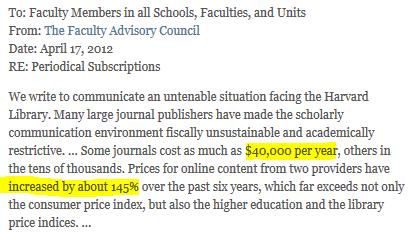 To: Faculty Members in all Schools, Faculties, and Units
From: The Faculty Advisory Council
Date: April 17, 2012
RE: Periodical Subscriptions
We write to communicate an untenable situation facing the Harvard
Library. Many large journal publishers have made the scholarly
communication environment fiscally unsustainable and academically
restrictive. ... Some journals cost as much as $40,000 per year, others in
the tens of thousands. Prices for online content from two providers have
increased by about 145% over the past six years, which far exceeds not only
the consumer price index, but also the higher education and the library
price indices. ...